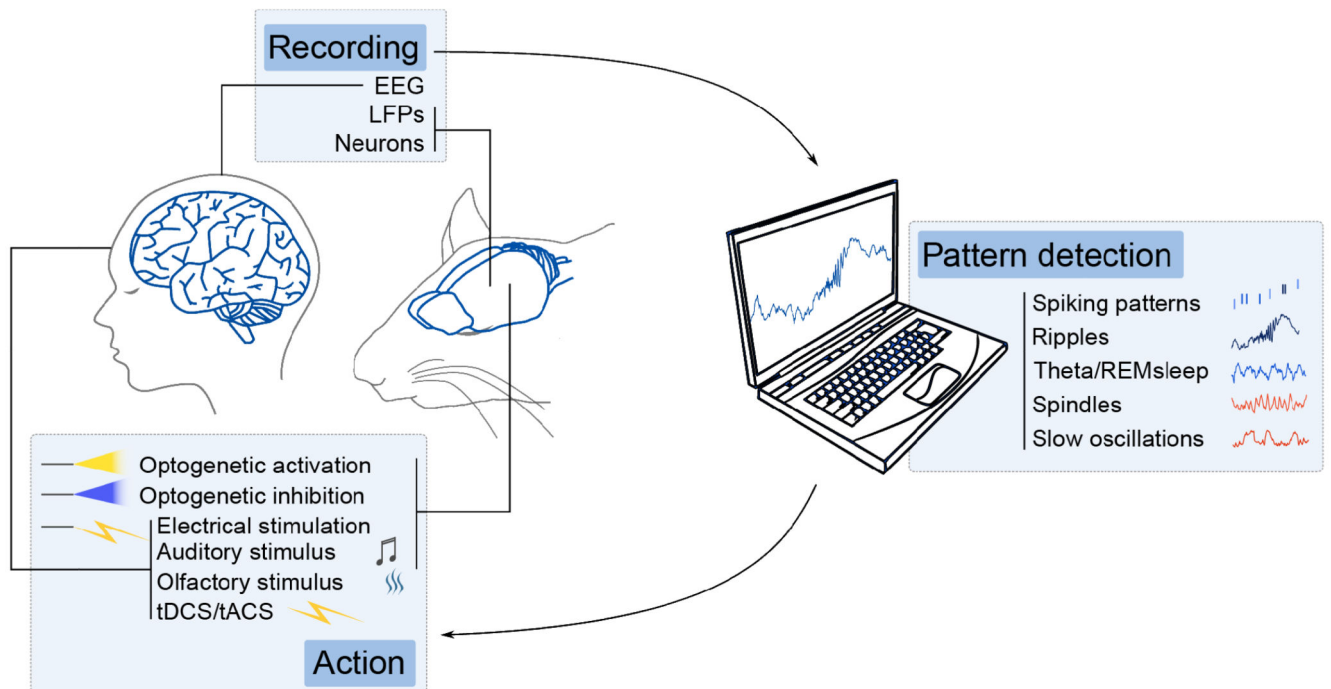 Recording
EEG
LFPs
Neurons
Pattern detection
Spiking patterns
Ripples
Theta/REMsleep
Spindles
Slow oscillations
Optogenetic activation
Optogenetic inhibition
Electrical stimulation
Auditory stimulus
Olfactory stimulus
tDCS/tACS
Action